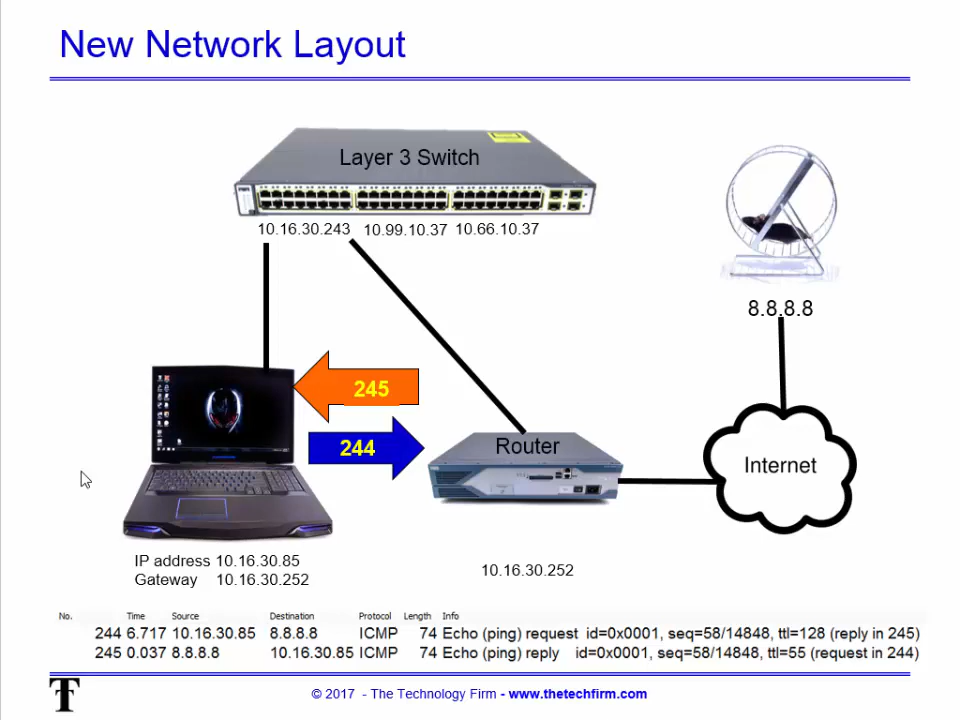 New Network Layout
Layer 3 Switch
10.16.30.243 10.99.10.37 10.66.10.37
8.8.8.8
245
244
Router
Internet
IP address 10.16.30.85
Gateway 10.16.30.252
10.16.30.252
No. Time Source Destination Protocol Length Info
244 6.717 10.16.30.85 8.8.8.8 ICMP 74 Echo (ping) request id=0x0001, seq=58/14848, ttl=128 (reply in 245)
245 0.037 8.8.8.8 10.16.30.85 ICMP 74 Echo (ping) reply id=0x0001, seq=58/14848, ttl=55 (request in 244)
T
© 2017 - The Technology Firm - www.thetechfirm.com